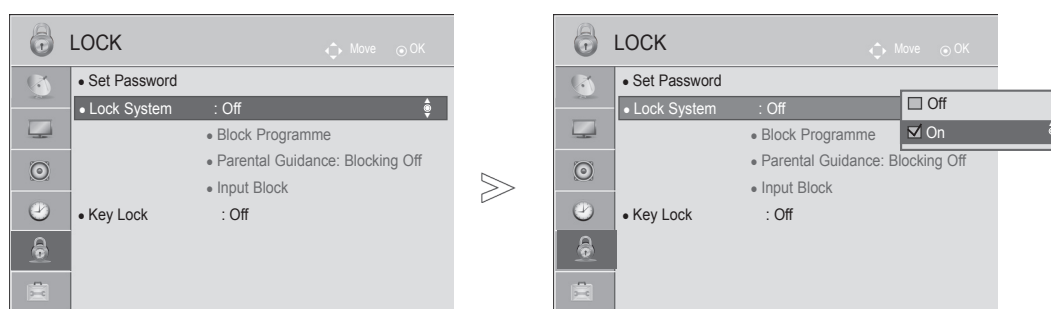 LOCK
Move OK
• Set Password
• Lock System : Off
• Block Programme
• Parental Guidance: Blocking Off
• Input Block
• Key Lock : Off
LOCK
Move OK
• Set Password
• Lock System : Off
Off
On
• Block Programme
• Parental Guidance: Blocking Off
• Input Block
• Key Lock : Off